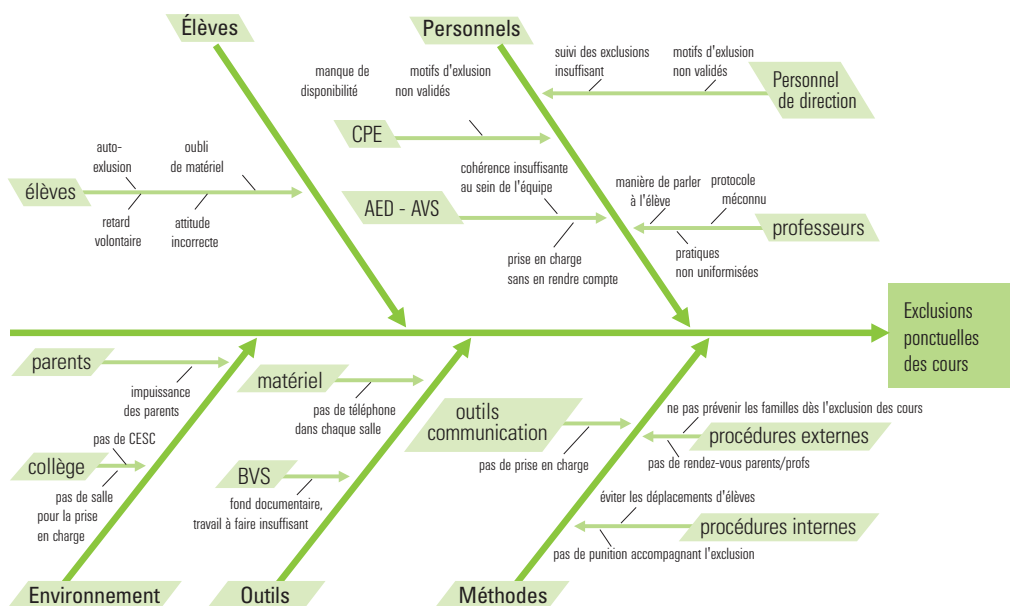 Élèves
Personnels
manque de
disponibilité
motifs d'exlusion
non validés
suivi des exclusions
insuffisant
motifs d'exlusion
non validés
Personnel
de direction
CPE
auto-
exlusion
oubli
de matériel
élèves
retard
volontaire
attitude
incorrecte
cohérence insuffisante
au sein de l'équipe
AED - AVS
prise en charge
sans en rendre compte
manière de parler
à l'élève
protocole
méconnu
professeurs
pratiques
non uniformisées
Exclusions
ponctuelles
des cours
parents
impuissance
des parents
pas de CESC
collège
pas de salle
pour la prise
en charge
matériel
pas de téléphone
dans chaque salle
BVS
fond documentaire,
travail à faire insuffisant
outils
communication
pas de prise en charge
ne pas prévenir les familles dès l'exclusion des cours
procédures externes
pas de rendez-vous parents/profs
éviter les déplacements d'élèves
procédures internes
pas de punition accompagnant l'exclusion
Environnement
Outils
Méthodes